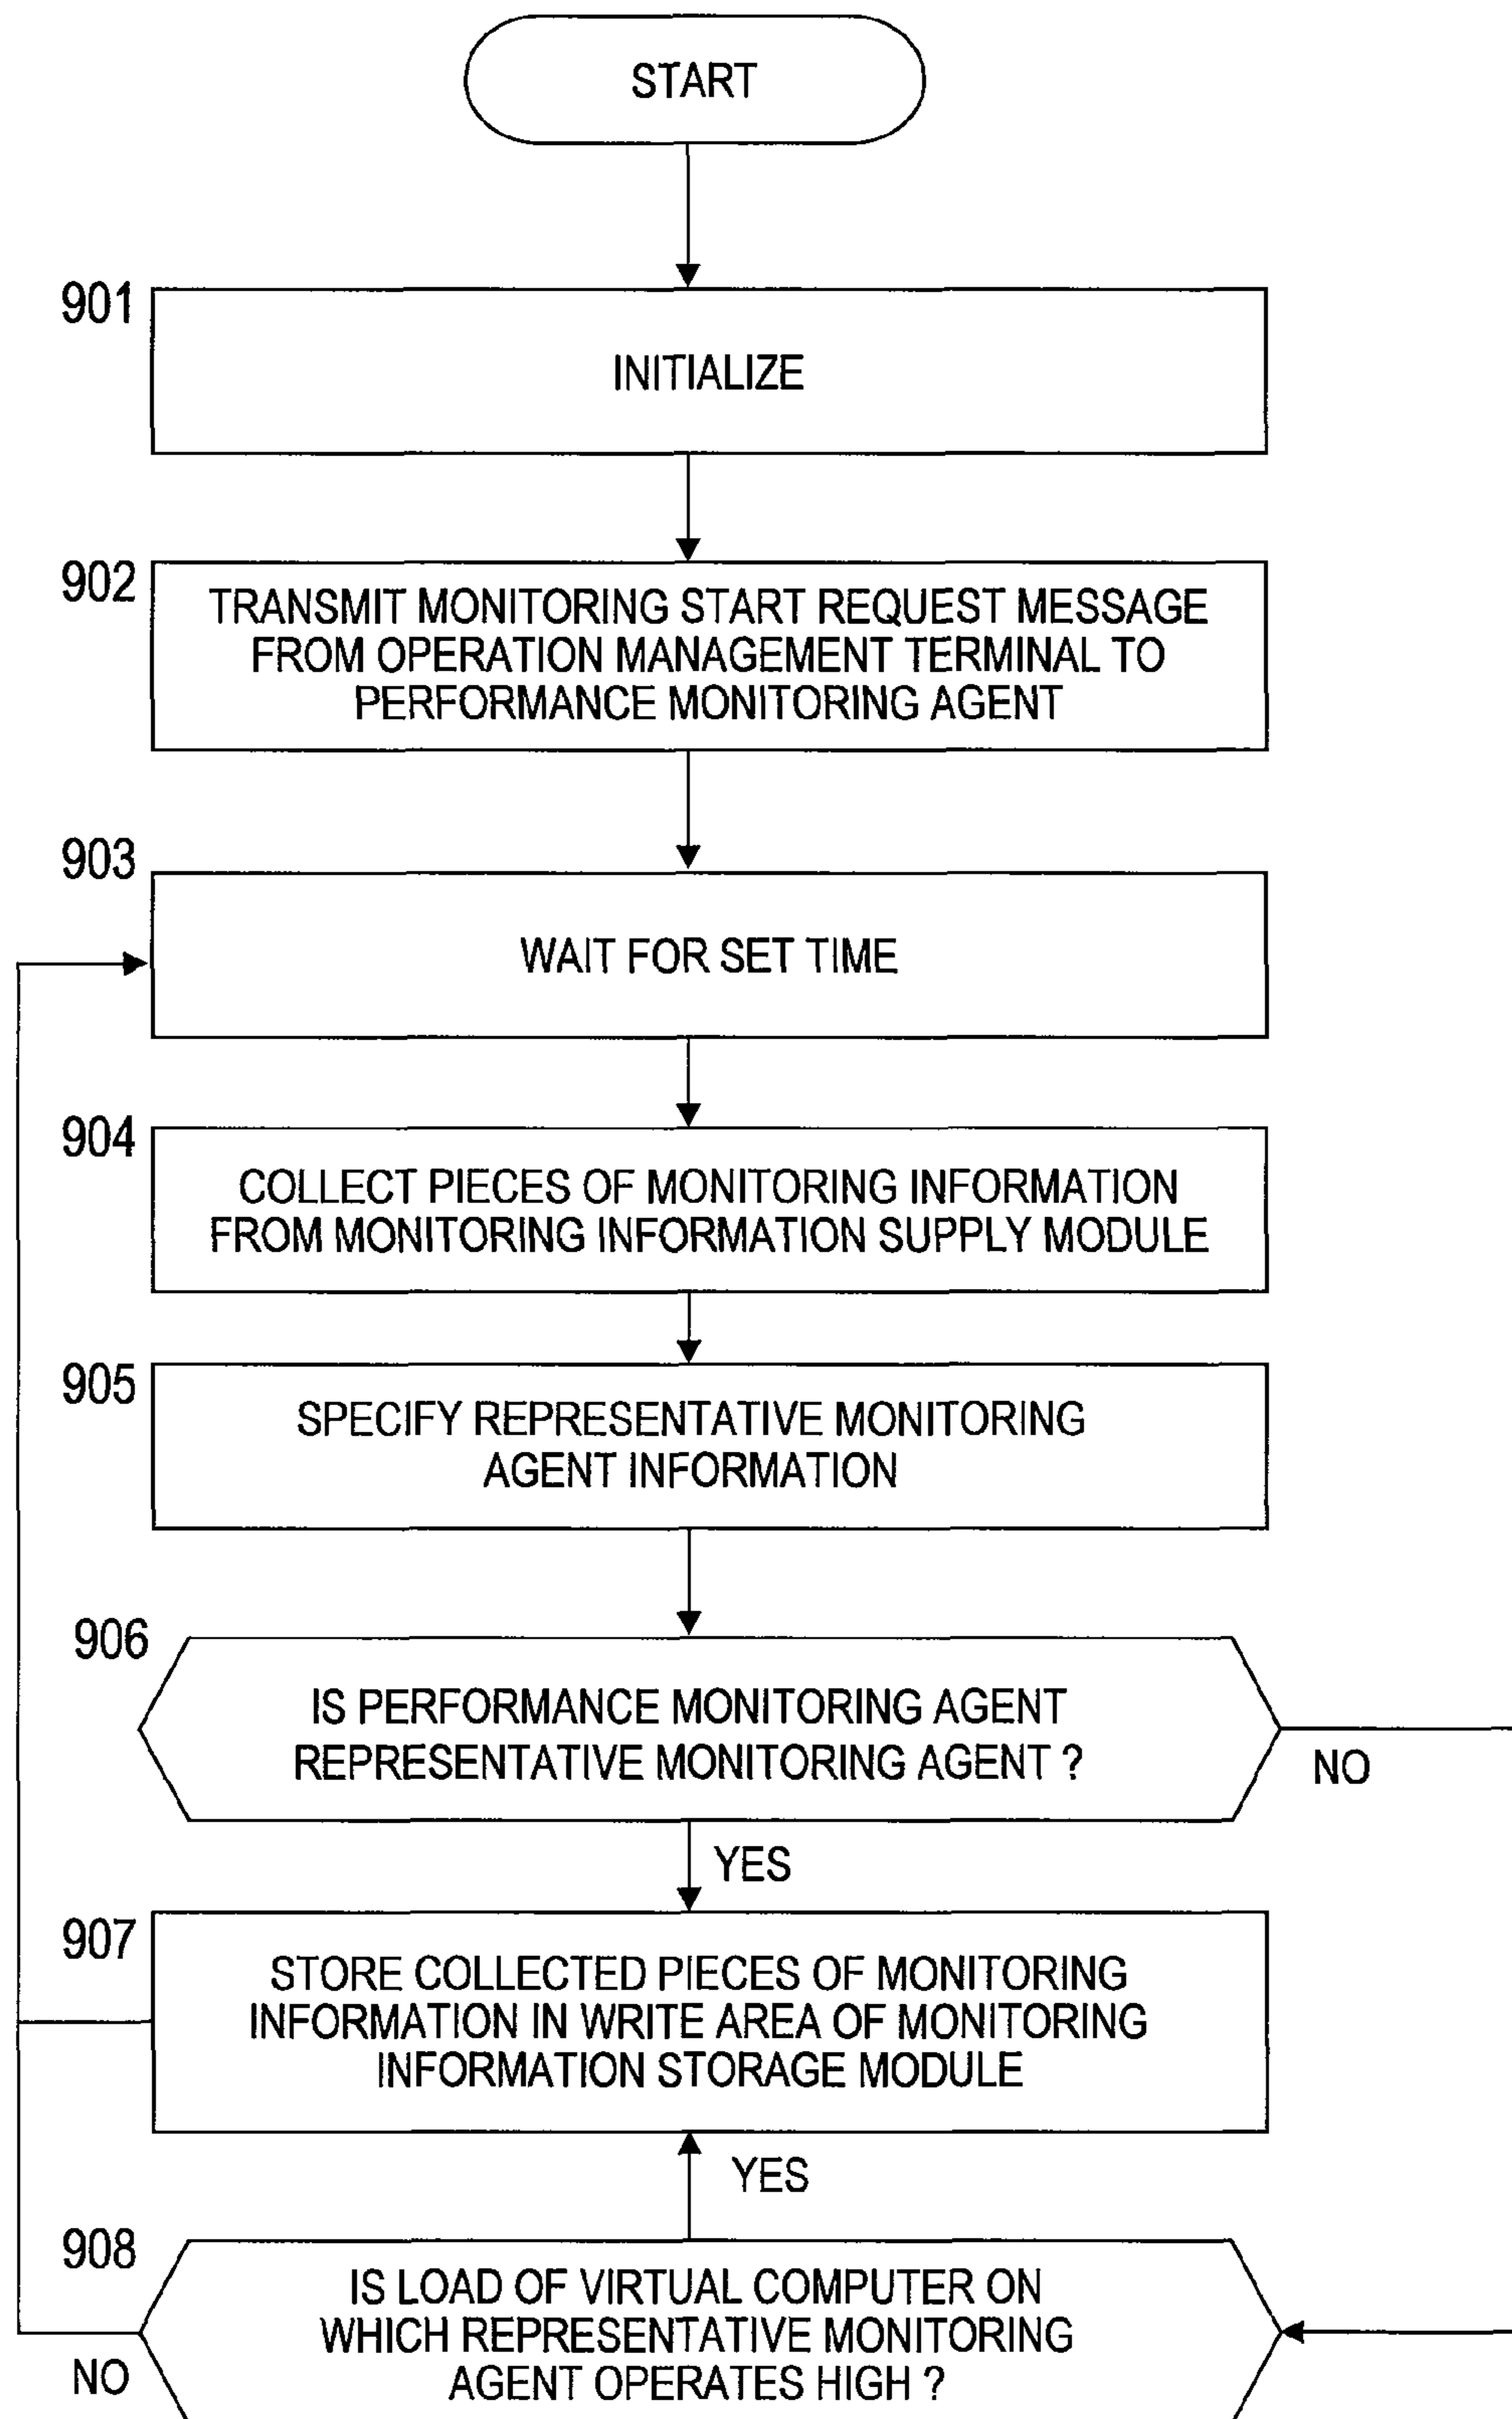 START
901
INITIALIZE
902
TRANSMIT MONITORING START REQUEST MESSAGE
FROM OPERATION MANAGEMENT TERMINAL TO
PERFORMANCE MONITORING AGENT
903
WAIT FOR SET TIME
904
COLLECT PIECES OF MONITORING INFORMATION
FROM MONITORING INFORMATION SUPPLY MODULE
905
SPECIFY REPRESENTATIVE MONITORING
AGENT INFORMATION
906
IS PERFORMANCE MONITORING AGENT
REPRESENTATIVE MONITORING AGENT ?
NO
YES
907
STORE COLLECTED PIECES OF MONITORING
INFORMATION IN WRITE AREA OF MONITORING
INFORMATION STORAGE MODULE
YES
908
IS LOAD OF VIRTUAL COMPUTER ON
WHICH REPRESENTATIVE MONITORING
AGENT OPERATES HIGH ?
NO